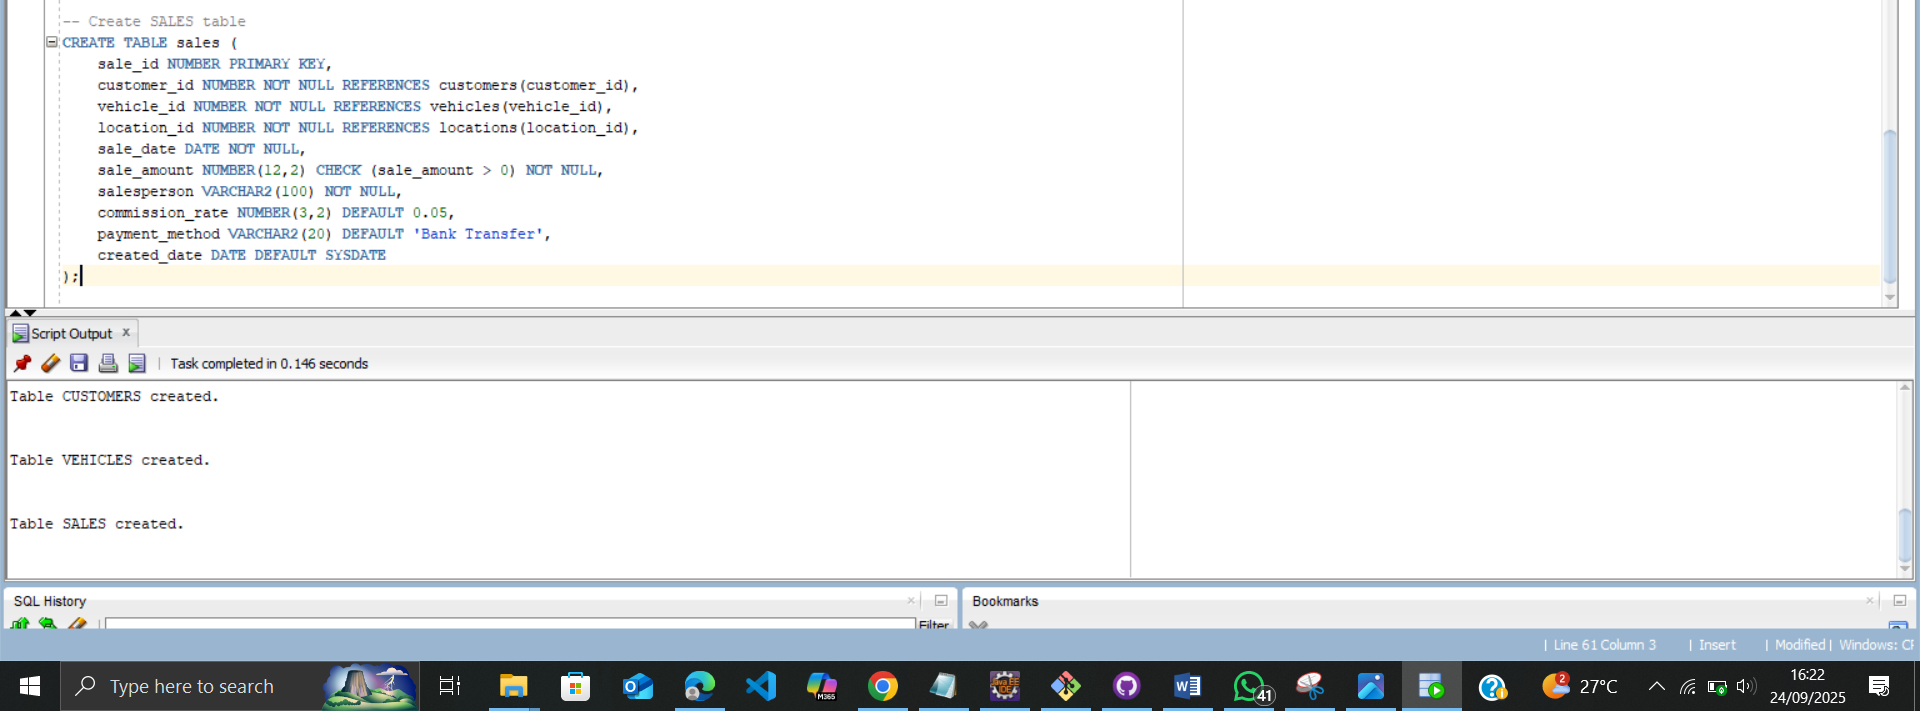 -- Create SALES table
CREATE TABLE sales (
    sale_id NUMBER PRIMARY KEY,
    customer_id NUMBER NOT NULL REFERENCES customers(customer_id),
    vehicle_id NUMBER NOT NULL REFERENCES vehicles(vehicle_id),
    location_id NUMBER NOT NULL REFERENCES locations(location_id),
    sale_date DATE NOT NULL,
    sale_amount NUMBER(12,2) CHECK (sale_amount > 0) NOT NULL,
    salesperson VARCHAR2(100) NOT NULL,
    commission_rate NUMBER(3,2) DEFAULT 0.05,
    payment_method VARCHAR2(20) DEFAULT 'Bank Transfer',
    created_date DATE DEFAULT SYSDATE
);
Script Output x
| Task completed in 0.146 seconds
Table CUSTOMERS created.
Table VEHICLES created.
Table SALES created.
SQL History
Bookmarks
Filter
| Line 61 Column 3 | Insert | Modified | Windows: CF
Type here to search
M365
Java EE
IDE
41
2
27°C
16:22
24/09/2025